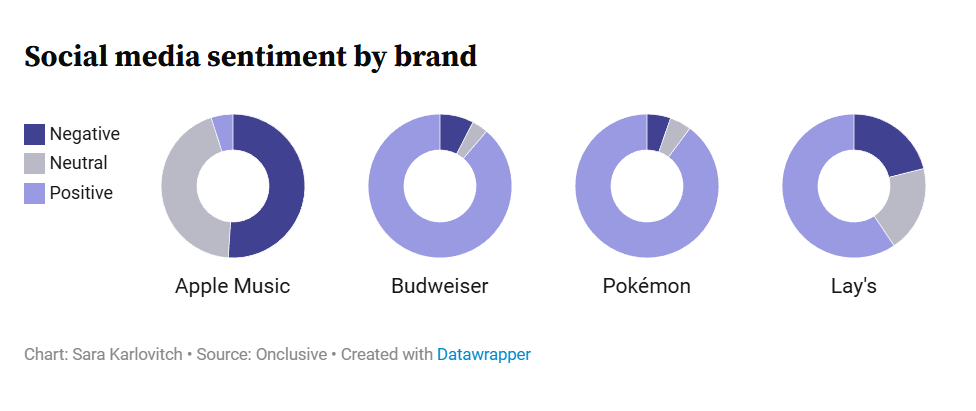 Social media sentiment by brand
Negative
Neutral
Positive
Apple Music
Budweiser
Pokémon
Lay's
Chart: Sara Karlovitch • Source: Onclusive • Created with Datawrapper